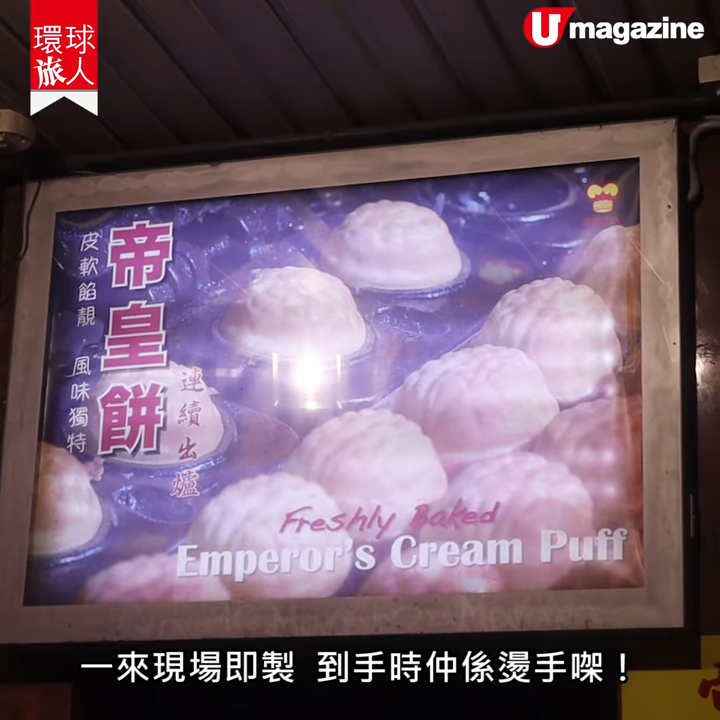 環球
旅人
U magazine
帝皇餅
皮軟餡靚，風味獨特
連續出爐
Freshly Baked
Emperor's Cream Puff
一來現場即製 到手時仲係燙手㗎！